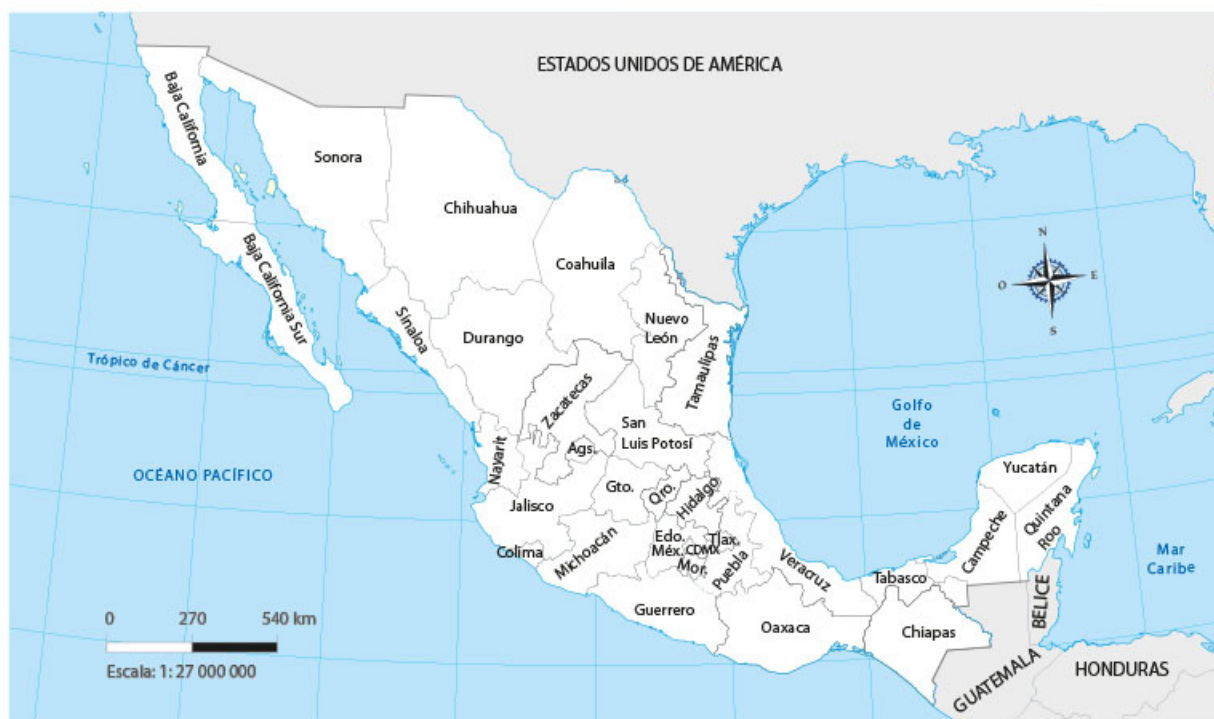 ESTADOS UNIDOS DE AMÉRICA
Baja California
Sonora
Chihuahua
Coahuila
Baja California Sur
N
O
E
S
Sinaloa
Durango
Nuevo
León
Tamaulipas
Trópico de Cáncer
Zacatecas
San
Luis Potosí
Golfo
de
México
Nayarit
Ags.
OCÉANO PACÍFICO
Yucatán
Gto.
Qro.
Hidalgo
Jalisco
Quintana
Roo
Campeche
Colima
Michoacán
Edo.
Méx.
CDMX
Tlax.
Mor.
Puebla
Veracruz
Mar
Caribe
Tabasco
BELICE
Guerrero
Oaxaca
Chiapas
0 270 540 km
Escala: 1: 27 000 000
GUATEMALA
HONDURAS